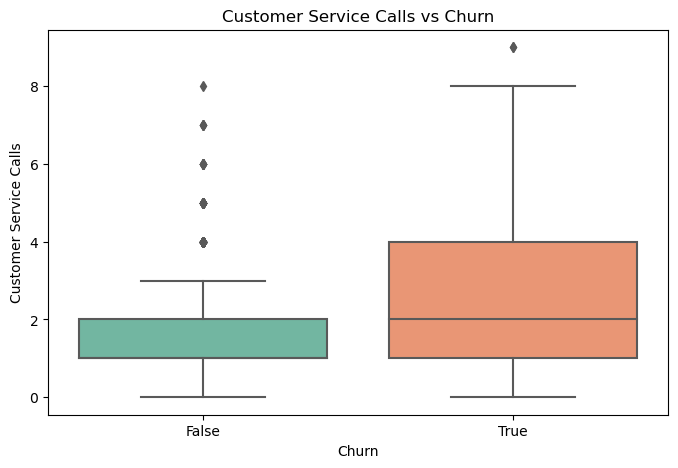 Customer Service Calls vs Churn
Customer Service Calls
8
6
4
2
0
False
True
Churn